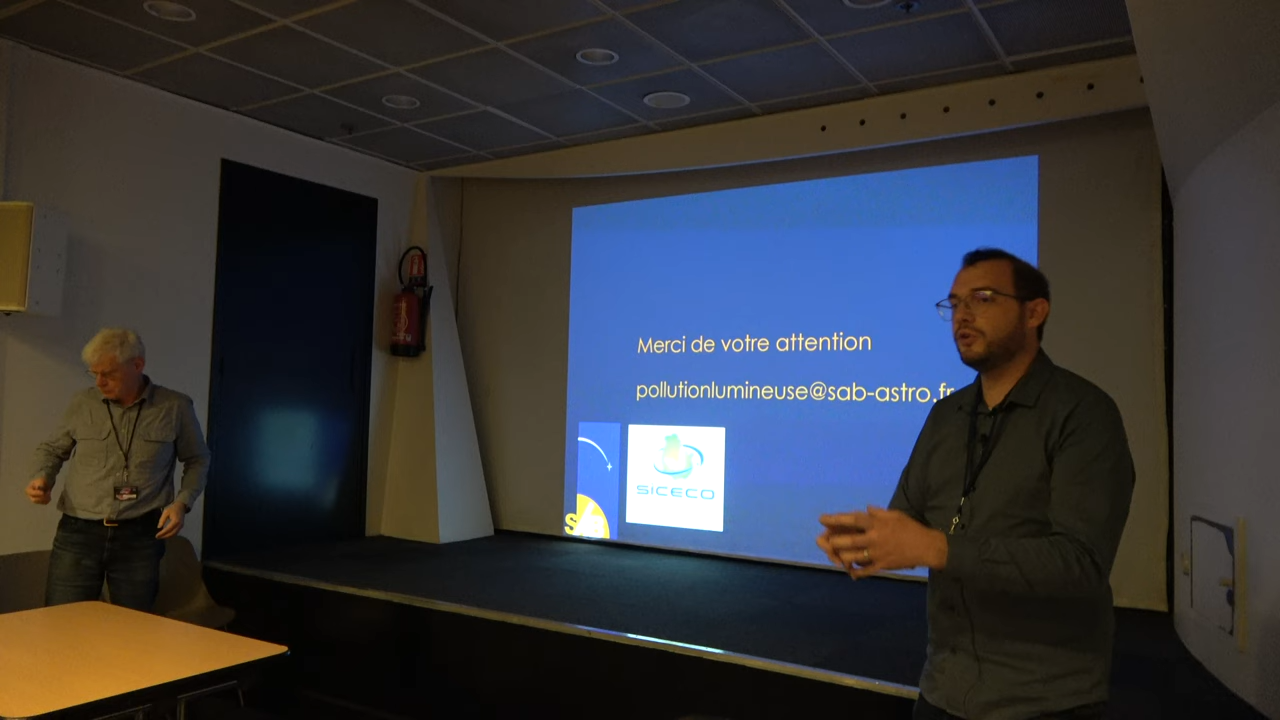 Merci de votre attention
pollutionlumineuse@sab-astro.fr
SICECO